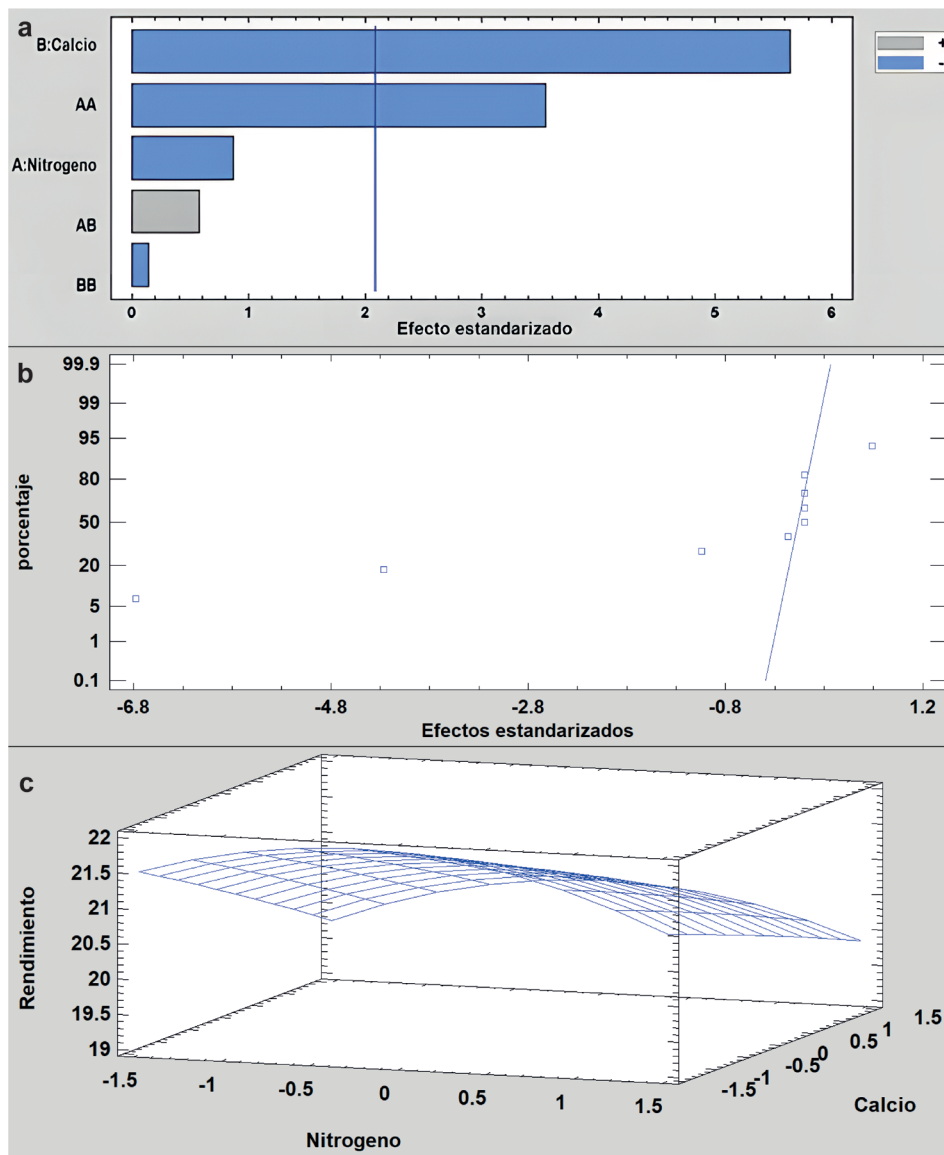 a
B:Calcio
+
-
AA
A:Nitrogeno
AB
BB
0 1 2 3 4 5 6
Efecto estandarizado
b
99.9
99
95
80
50
20
5
1
0.1
porcentaje
-6.8 -4.8 -2.8 -0.8 1.2
Efectos estandarizados
c
22
21.5
21
20.5
20
19.5
19
Rendimiento
-1.5 -1 -0.5 0 0.5 1 1.5
Nitrogeno
-1.5 -1 -0.5 0 0.5 1 1.5
Calcio